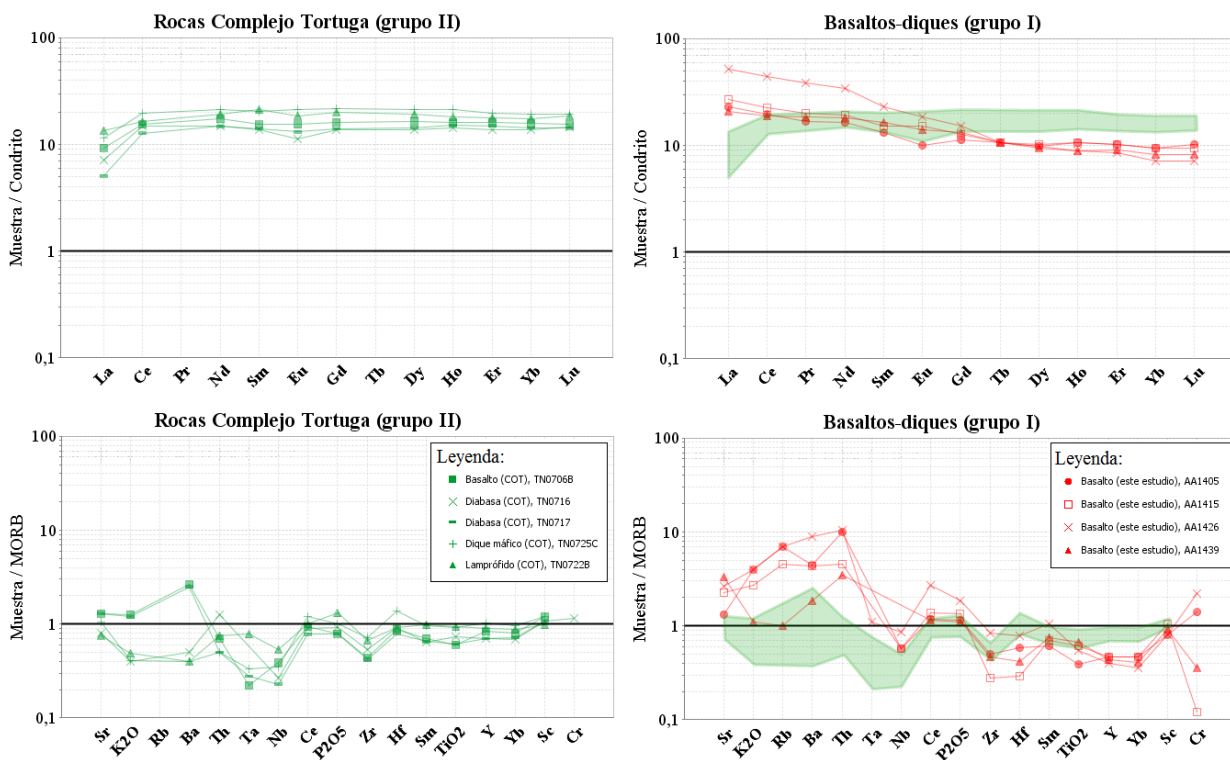 Rocas Complejo Tortuga (grupo II)
Muestra / Condrito
100
10
1
0,1
La Ce Pr Nd Sm Eu Gd Tb Dy Ho Er Yb Lu
Basaltos-diques (grupo I)
Muestra / Condrito
100
10
1
0,1
La Ce Pr Nd Sm Eu Gd Tb Dy Ho Er Yb Lu
Rocas Complejo Tortuga (grupo II)
Muestra / MORB
100
10
1
0,1
Leyenda:
Basalto (COT), TN0706B
Diabasa (COT), TN0716
Diabasa (COT), TN0717
Dique máfico (COT), TN0725C
Lamprófido (COT), TN0722B
Sr K2O Rb Ba Th Ta Nb Ce P2O5 Zr Hf Sm TiO2 Y Yb Sc Cr
Basaltos-diques (grupo I)
Muestra / MORB
100
10
1
0,1
Leyenda:
Basalto (este estudio), AA1405
Basalto (este estudio), AA1415
Basalto (este estudio), AA1426
Basalto (este estudio), AA1439
Sr K2O Rb Ba Th Ta Nb Ce P2O5 Zr Hf Sm TiO2 Y Yb Sc Cr